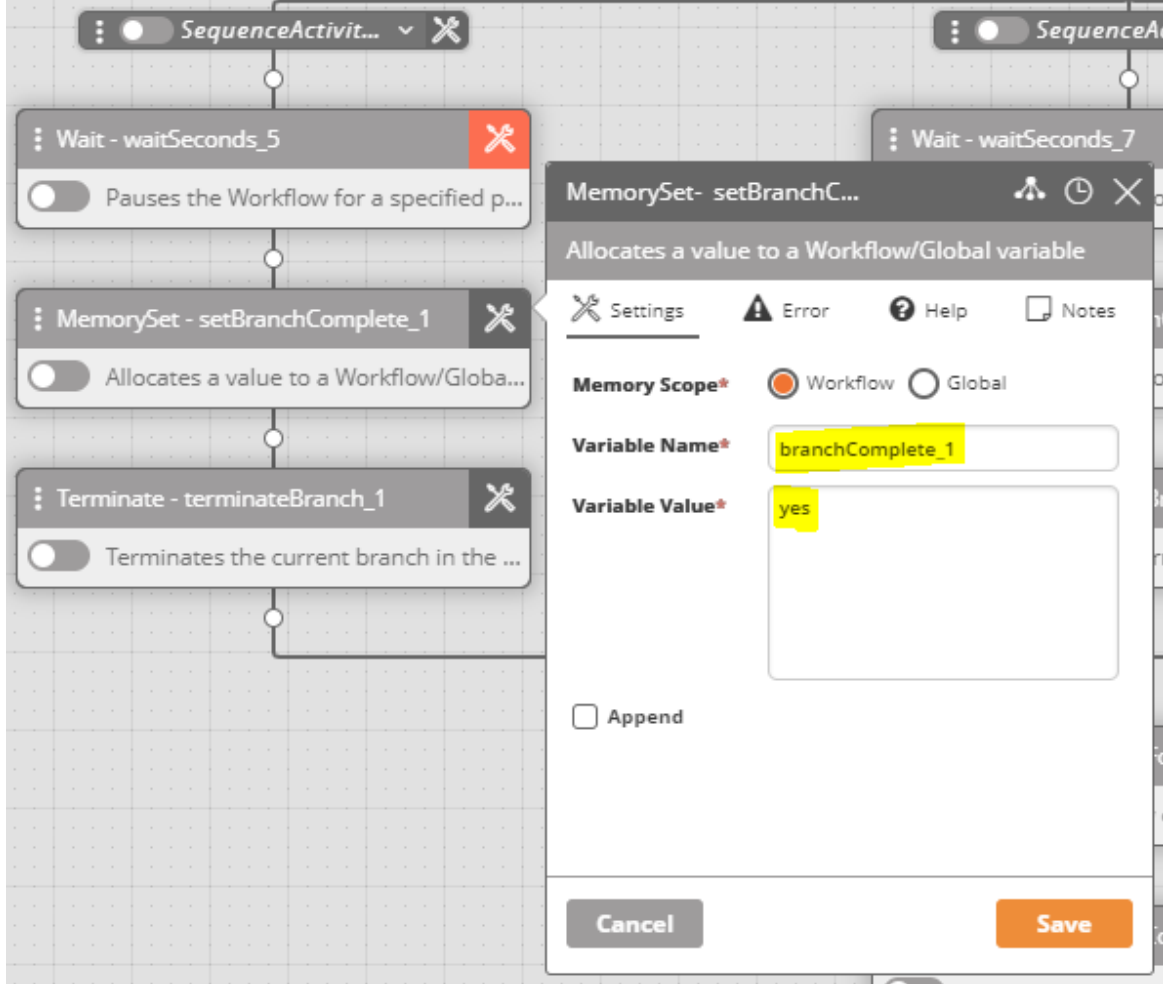 SequenceActivit...
SequenceAc
Wait - waitSeconds_5
Pauses the Workflow for a specified p...
MemorySet - setBranchComplete_1
Allocates a value to a Workflow/Globa...
Terminate - terminateBranch_1
Terminates the current branch in the ...
Wait - waitSeconds_7
MemorySet- setBranchC...
Allocates a value to a Workflow/Global variable
Settings
Error
Help
Notes
Memory Scope*
Workflow
Global
Variable Name*
branchComplete_1
Variable Value*
yes
Append
Cancel
Save